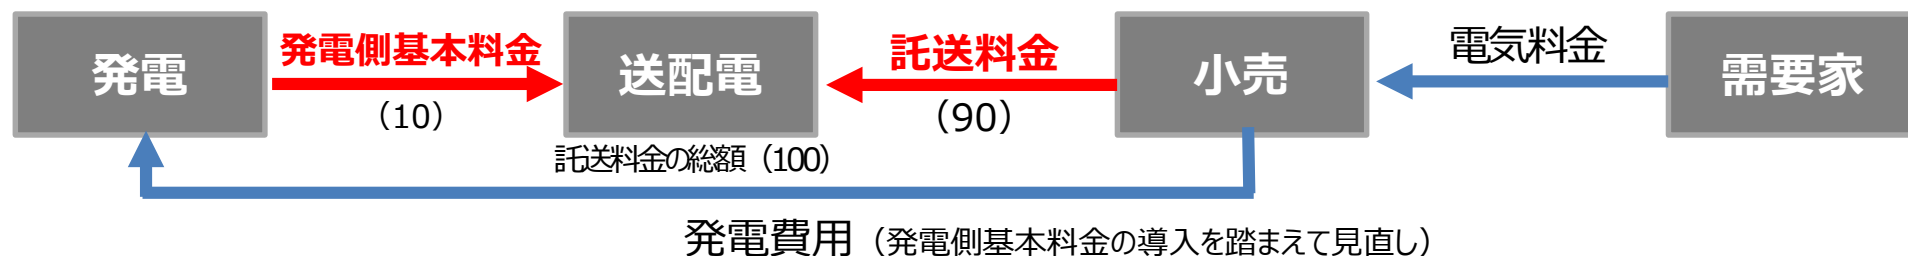 発電
発電側基本料金
（10）
送配電
託送料金の総額（100）
託送料金
（90）
小売
電気料金
需要家
発電費用（発電側基本料金の導入を踏まえて見直し）